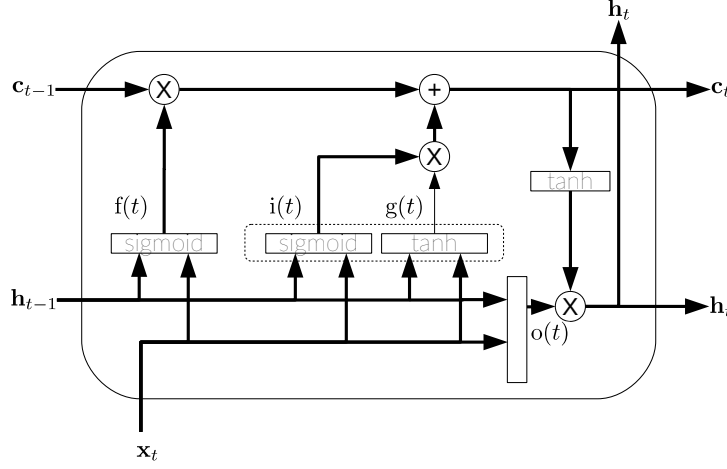 h_t
c_{t−1}
X
+
c_t
X
tanh
f(t)
i(t)
g(t)
sigmoid
sigmoid
tanh
h_{t−1}
X
h_t
o(t)
x_t